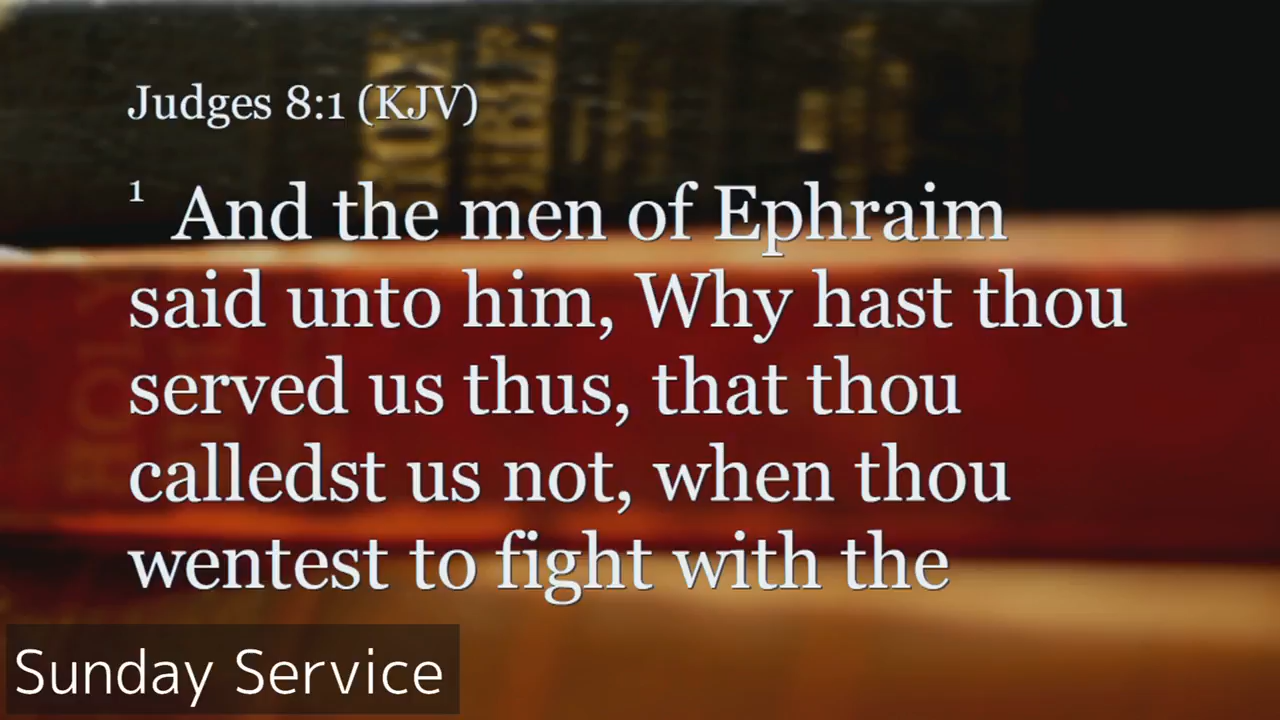 Judges 8:1 (KJV)
1 And the men of Ephraim
said unto him, Why hast thou
served us thus, that thou
calledst us not, when thou
wentest to fight with the
Sunday Service